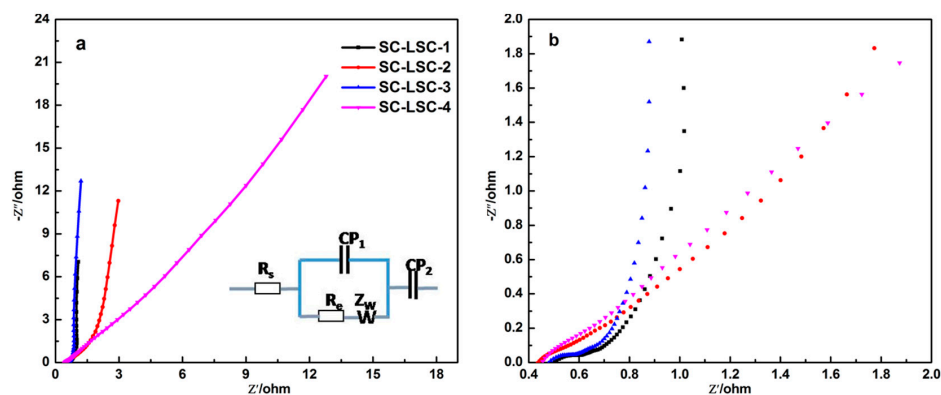 a
SC-LSC-1
SC-LSC-2
SC-LSC-3
SC-LSC-4
24
21
18
15
12
9
6
3
0
-Z''/ohm
0 3 6 9 12 15 18
Z'/ohm
CP1
CP2
Rs
Re
ZW
W
b
2.0
1.8
1.6
1.4
1.2
1.0
0.8
0.6
0.4
0.2
0.0
-Z''/ohm
0.4 0.6 0.8 1.0 1.2 1.4 1.6 1.8 2.0
Z'/ohm